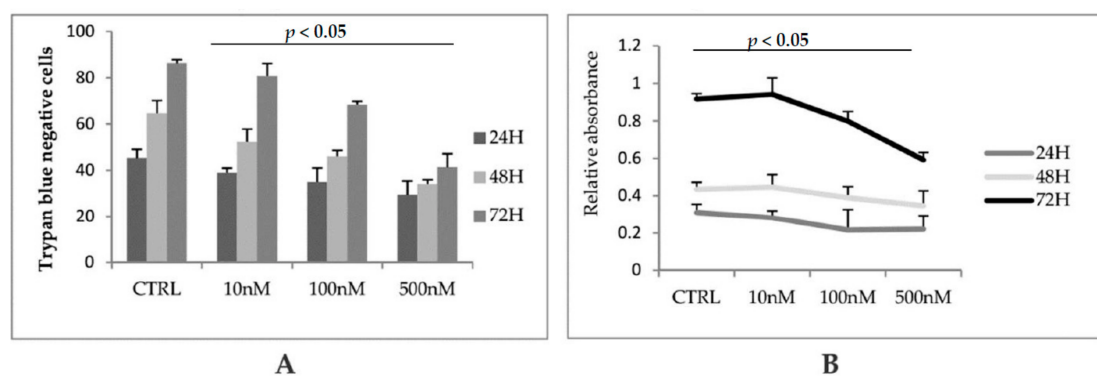 p < 0.05
100
80
60
40
20
0
Trypan blue negative cells
CTRL 10nM 100nM 500nM
24H
48H
72H
A
p < 0.05
1.2
1
0.8
0.6
0.4
0.2
0
Relative absorbance
CTRL 10nM 100nM 500nM
24H
48H
72H
B